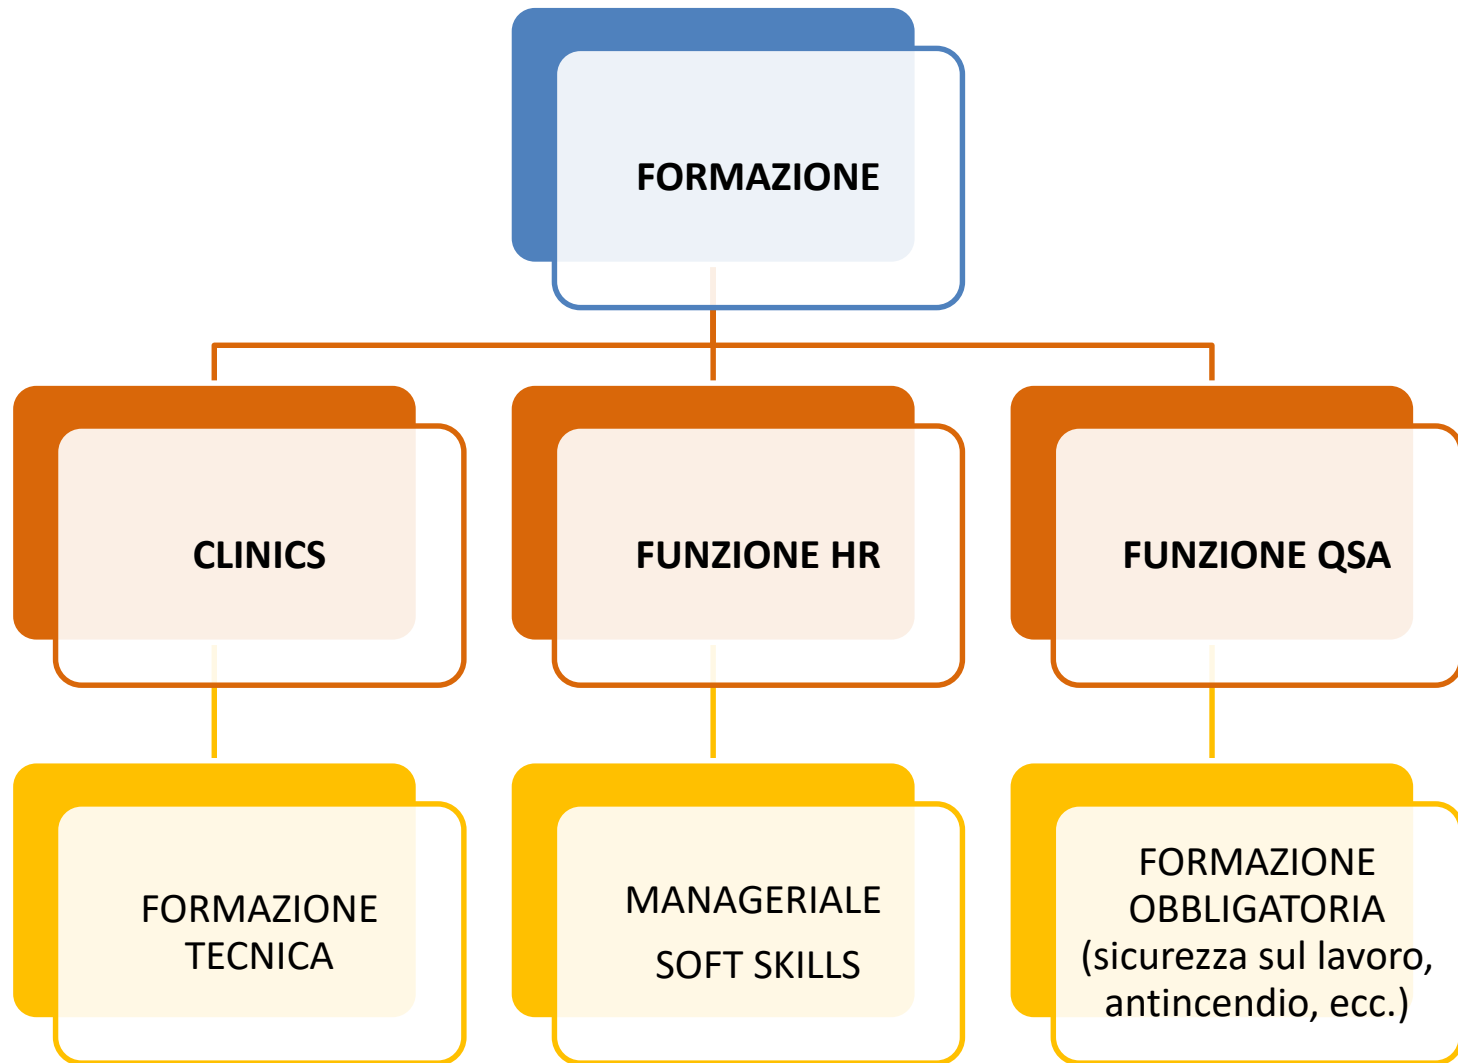 FORMAZIONE
CLINICS
FUNZIONE HR
FUNZIONE QSA
FORMAZIONE
TECNICA
MANAGERIALE
SOFT SKILLS
FORMAZIONE
OBBLIGATORIA
(sicurezza sul lavoro,
antincendio, ecc.)